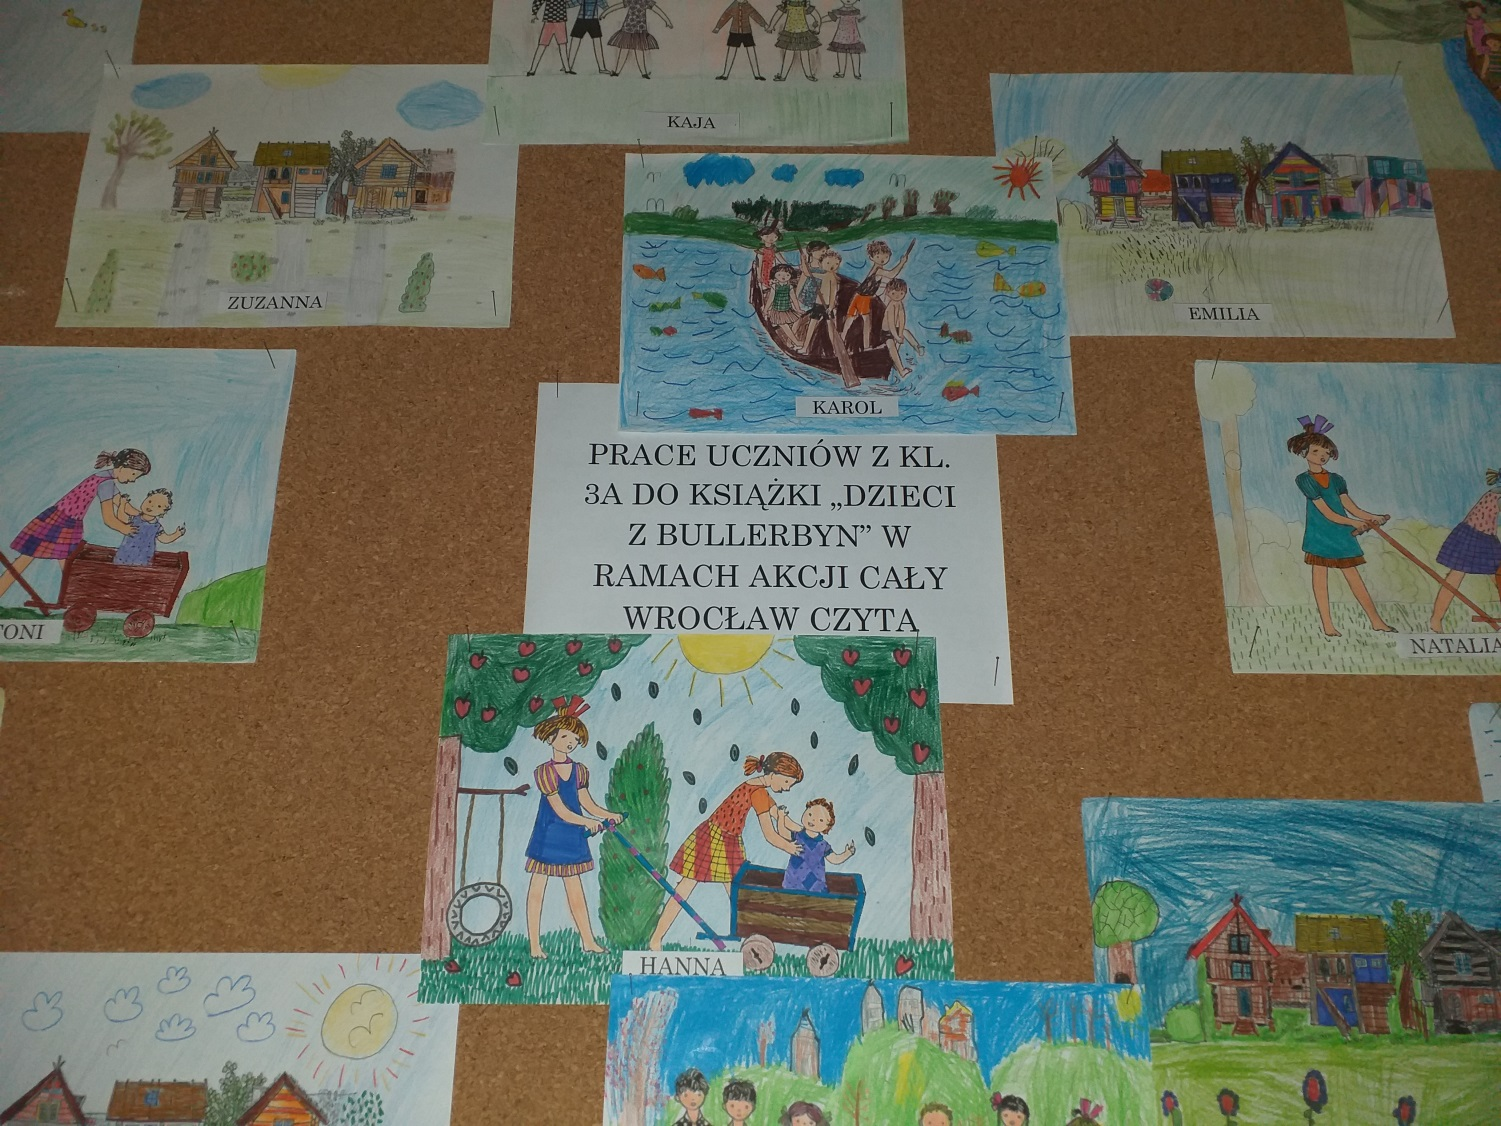 KAJA
ZUZANNA
EMILIA
KAROL
PRACE UCZNIÓW Z KL.
3A DO KSIĄŻKI „DZIECI
Z BULLERBYN” W
RAMACH AKCJI CAŁY
WROCŁAW CZYTA
TONI
NATALIA
HANNA